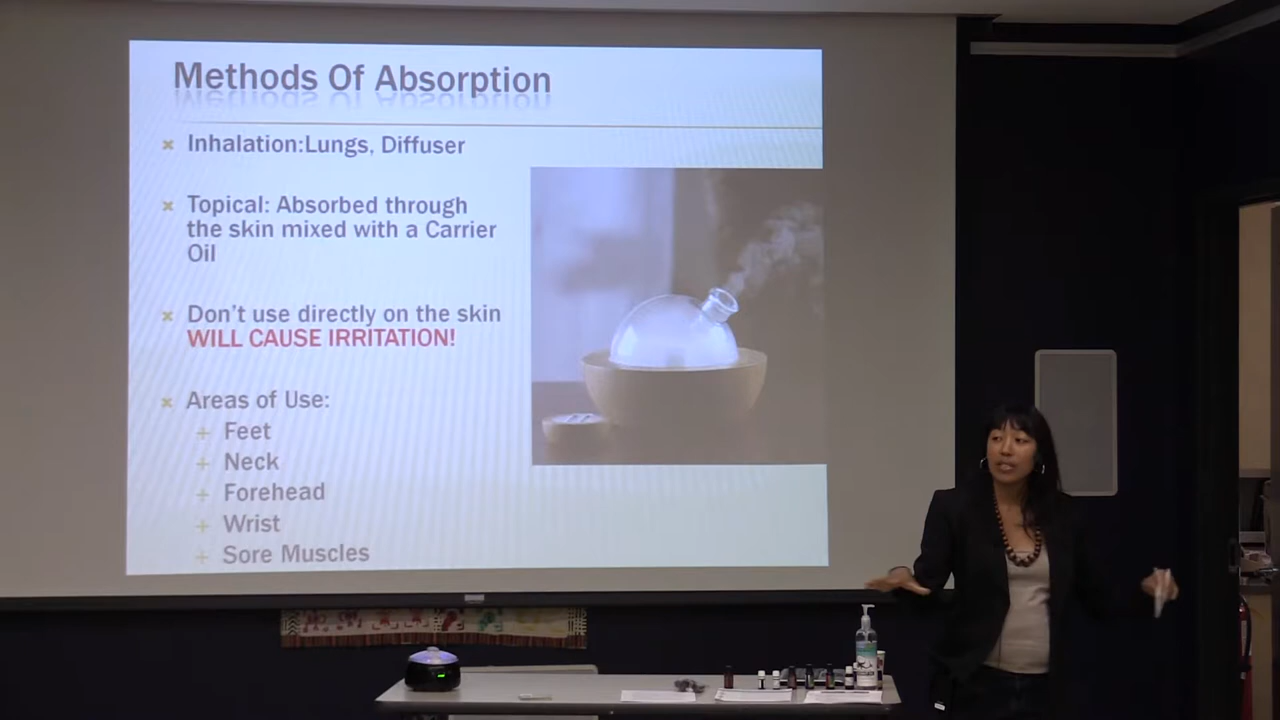 Methods Of Absorption
Inhalation:Lungs, Diffuser
Topical: Absorbed through
the skin mixed with a Carrier
Oil
Don't use directly on the skin
WILL CAUSE IRRITATION!
Areas of Use:
Feet
Neck
Forehead
Wrist
Sore Muscles